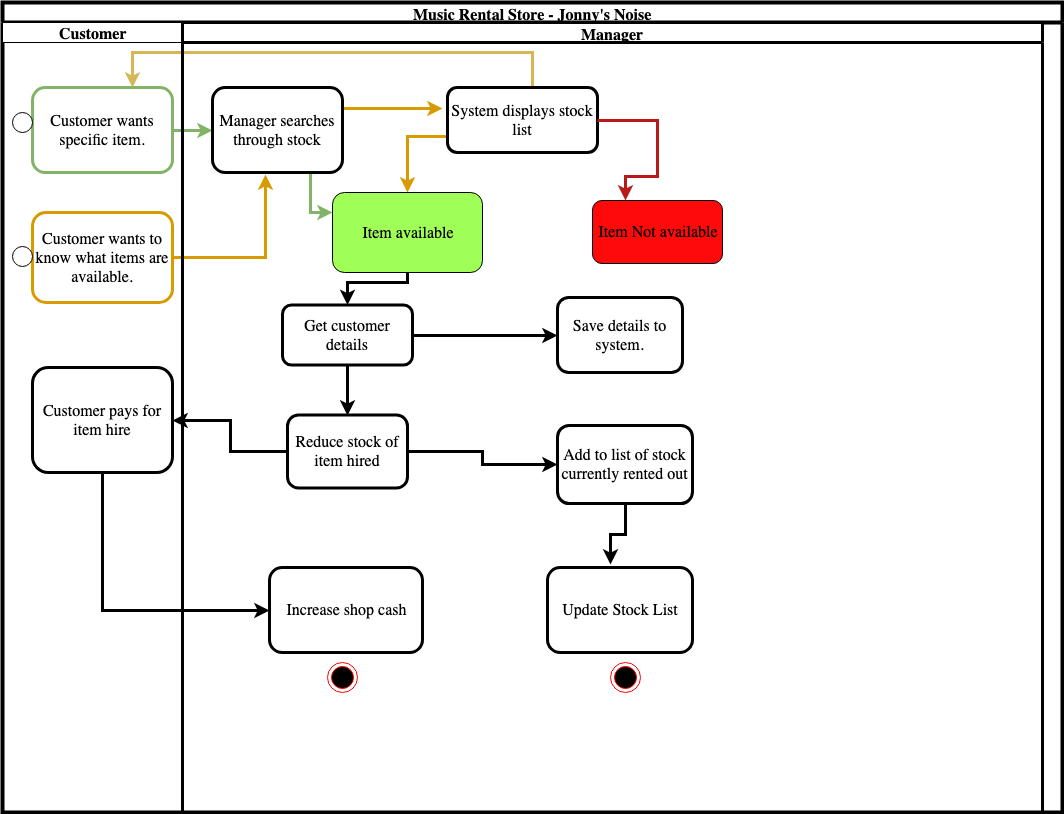 Music Rental Store - Jonny's Noise
Customer
Manager
Customer wants
specific item.
Manager searches
through stock
System displays stock
list
Customer wants to
know what items are
available.
Item available
Item Not available
Get customer
details
Save details to
system.
Customer pays for
item hire
Reduce stock of
item hired
Add to list of stock
currently rented out
Increase shop cash
Update Stock List